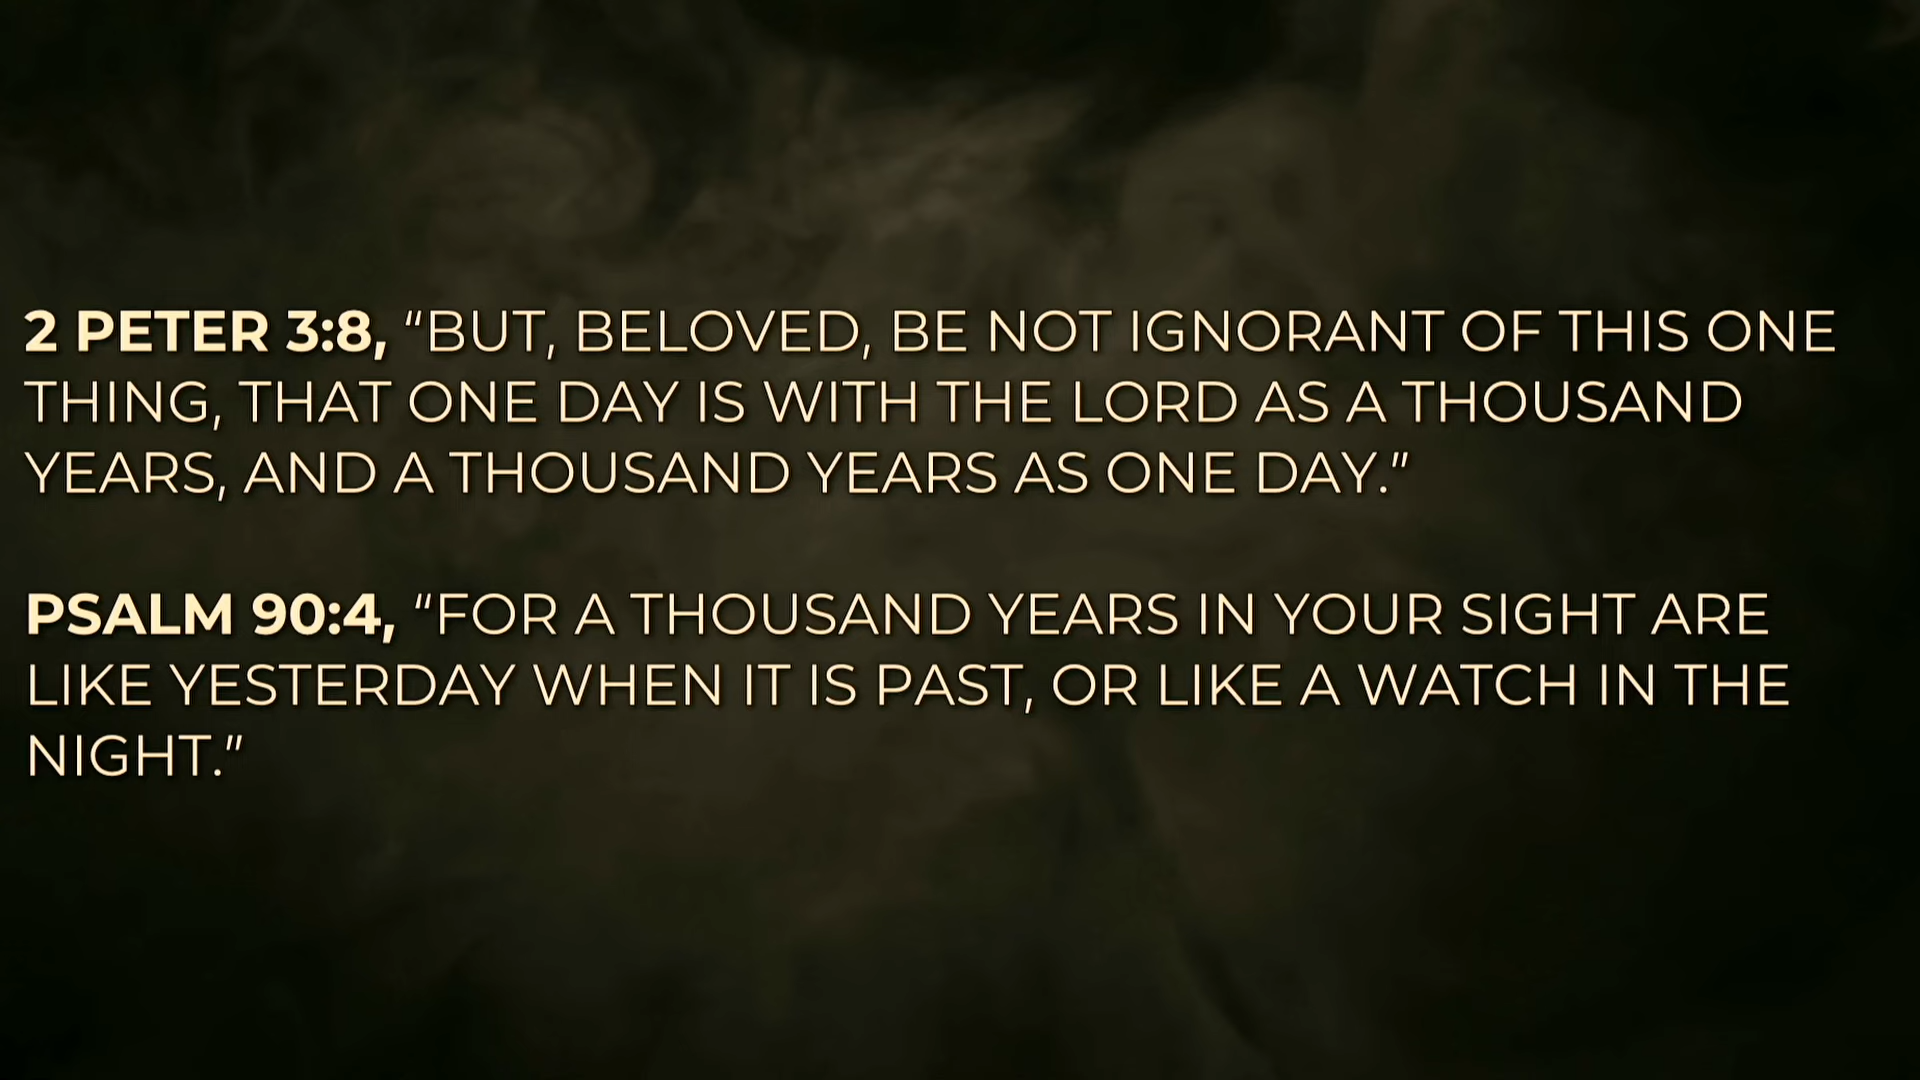 2 PETER 3:8, “BUT, BELOVED, BE NOT IGNORANT OF THIS ONE
THING, THAT ONE DAY IS WITH THE LORD AS A THOUSAND
YEARS, AND A THOUSAND YEARS AS ONE DAY.”
PSALM 90:4, “FOR A THOUSAND YEARS IN YOUR SIGHT ARE
LIKE YESTERDAY WHEN IT IS PAST, OR LIKE A WATCH IN THE
NIGHT.”